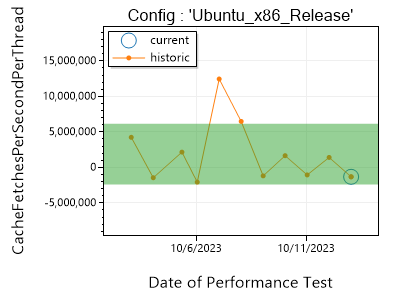 Config : 'Ubuntu_x86_Release'
current
historic
CacheFetchesPerSecondPerThread
15,000,000
10,000,000
5,000,000
0
-5,000,000
10/6/2023
10/11/2023
Date of Performance Test